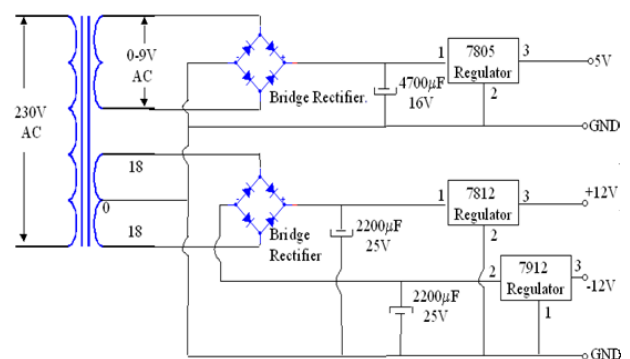 0-9V
AC
230V
AC
-
+
Bridge Rectifier.
4700µF
16V
1
7805
Regulator
3
2
5V
GND
18
0
18
-
+
Bridge
Rectifier
2200µF
25V
1
7812
Regulator
3
2
+12V
2200µF
25V
2
7912
Regulator
3
1
-12V
GND